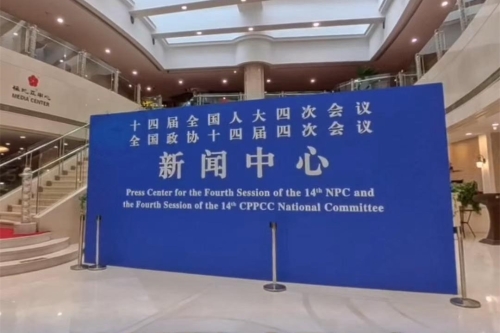 十四届全国人大四次会议
全国政协十四届四次会议
新闻中心
Press Center for the Fourth Session of the 14th NPC and
the Fourth Session of the 14th CPPCC National Committee
MEDIA CENTER